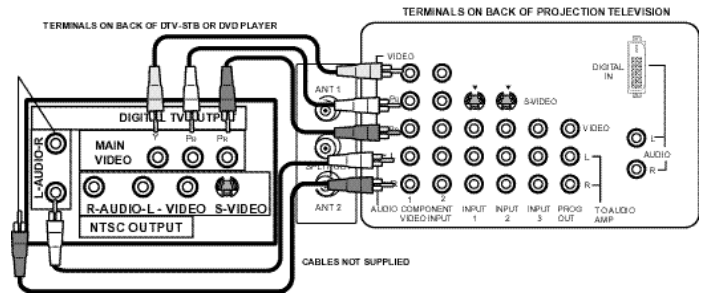 TERMINALS ON BACK OF PROJECTION TELEVISION
TERMINALS ON BACK OF DTV-STB OR DVD PLAYER
VIDEO
DIGITAL
IN
ANT 1
S-VIDEO
DIGITAL TV OUTPUT
Y PR PR
MAIN
VIDEO
L-AUDIO-R
VIDEO
L
AUDIO
R
L
R
R-AUDIO-L - VIDEO S-VIDEO
NTSC OUTPUT
ANT 2
AUDIO
1 2
COMPONENT
VIDEO INPUT
INPUT
1
INPUT
2
INPUT
3
PROG
OUT
TO AUDIO
AMP
CABLES NOT SUPPLIED